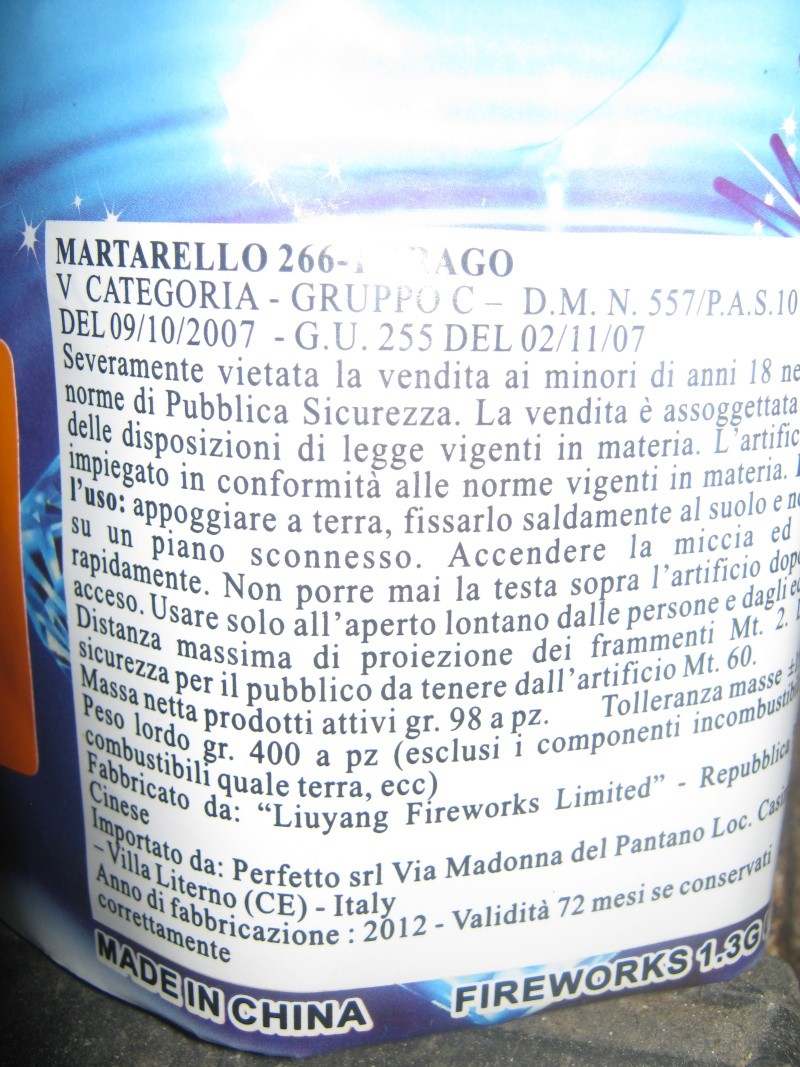 MARTARELLO 266-
V CATEGORIA - GRUPPO C – D.M. N. 557/P.A.S.10
DEL 09/10/2007 - G.U. 255 DEL 02/11/07
Severamente vietata la vendita ai minori di anni 18 ne
norme di Pubblica Sicurezza. La vendita è assoggettata
delle disposizioni di legge vigenti in materia. L'artific
impiegato in conformità alle norme vigenti in materia.
l'uso: appoggiare a terra, fissarlo saldamente al suolo e no
su un piano sconnesso. Accendere la miccia ed
rapidamente. Non porre mai la testa sopra l'artificio dopo
acceso. Usare solo all'aperto lontano dalle persone e dagli
Distanza massima di proiezione dei frammenti Mt. 2.
sicurezza per il pubblico da tenere dall'artificio Mt. 60.
Massa netta prodotti attivi gr. 98 a pz. Tolleranza masse ±
Peso lordo gr. 400 a pz (esclusi i componenti incombustib
combustibili quale terra, ecc)
Fabbricato da: “Liuyang Fireworks Limited” - Repubblica
Cinese
Importato da: Perfetto srl Via Madonna del Pantano Loc.
–Villa Literno (CE) - Italy
Anno di fabbricazione : 2012 - Validità 72 mesi se conservati
correttamente
MADE IN CHINA
FIREWORKS 1.3G